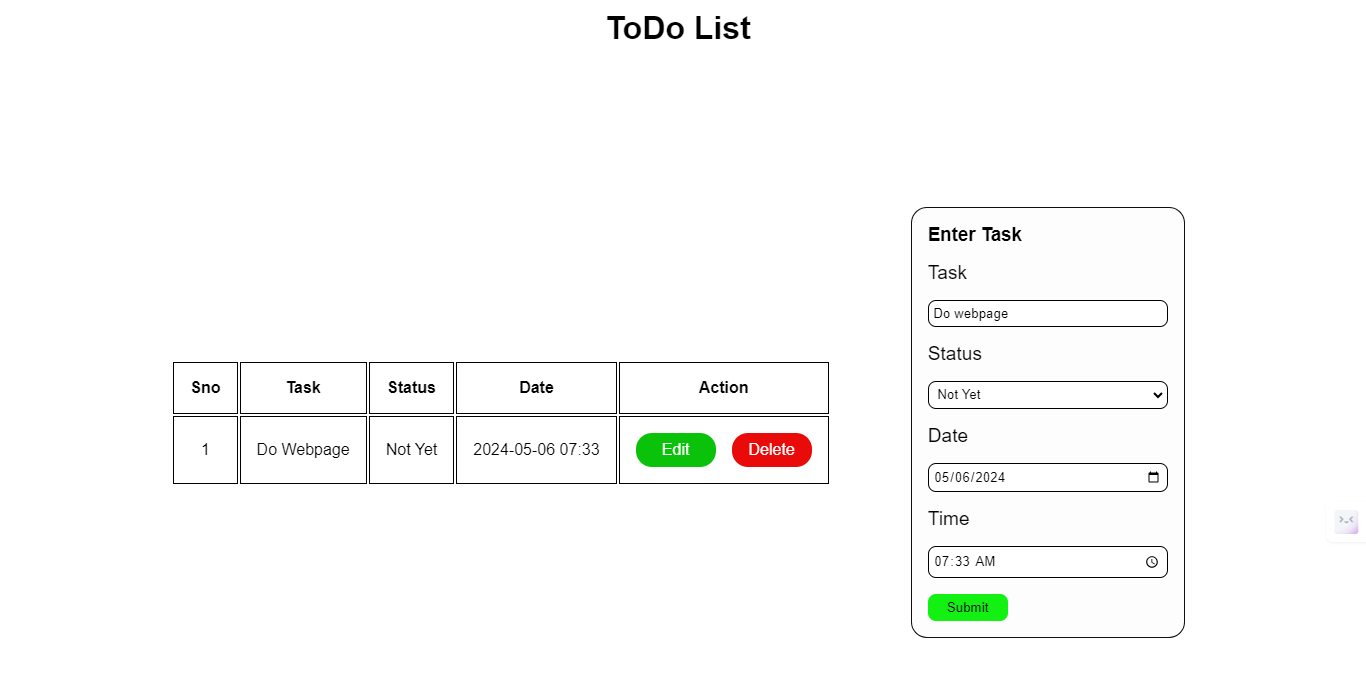 ToDo List
Sno Task Status Date Action
1 Do Webpage Not Yet 2024-05-06 07:33 Edit Delete
Enter Task
Task
Do webpage
Status
Not Yet
Date
05/06/2024
Time
07:33 AM
Submit